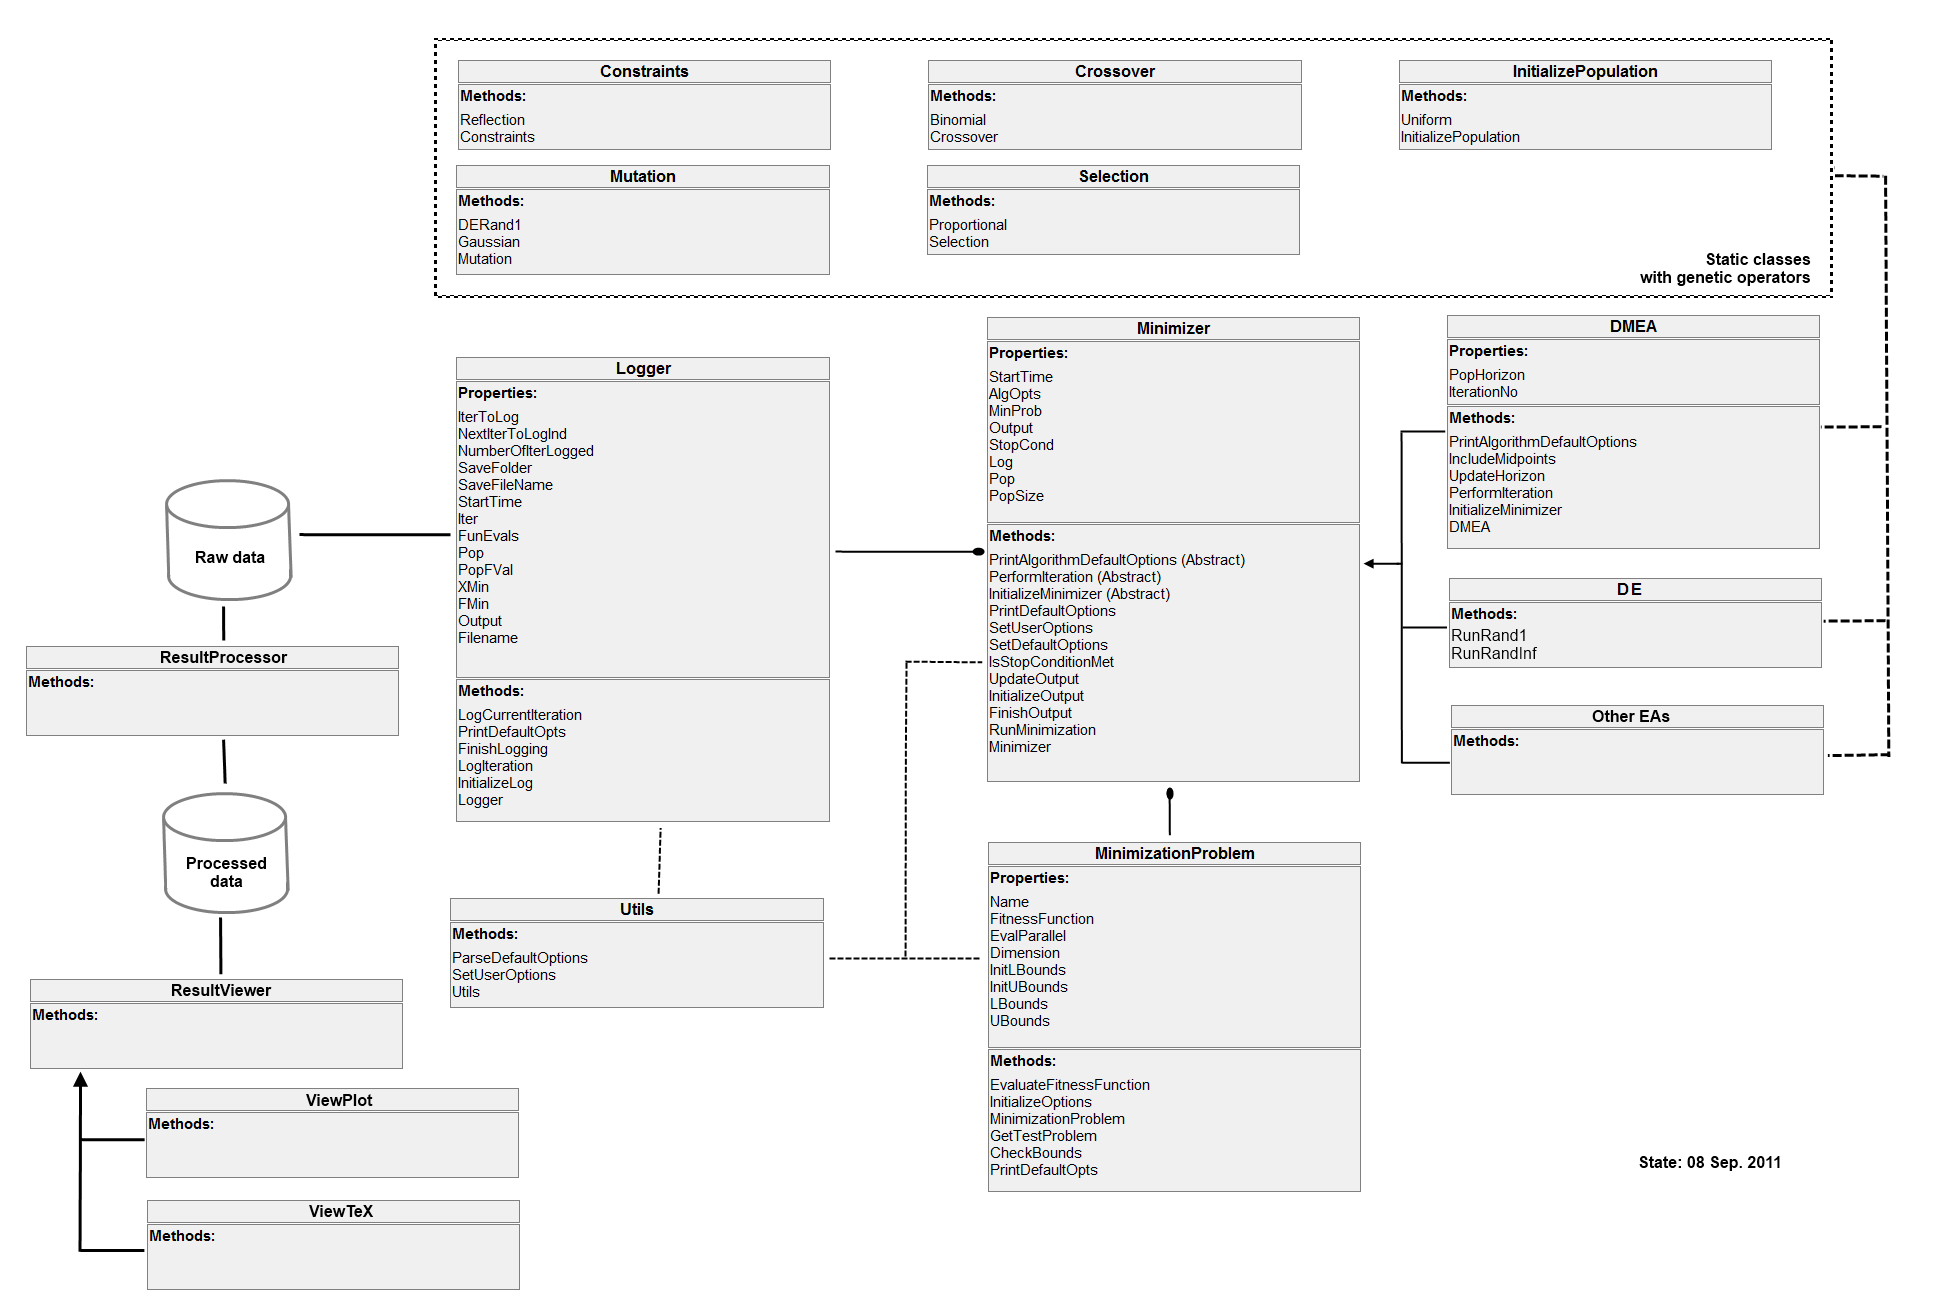 Constraints
Methods:
Reflection
Constraints
Crossover
Methods:
Binomial
Crossover
InitializePopulation
Methods:
Uniform
InitializePopulation
Mutation
Methods:
DERand1
Gaussian
Mutation
Selection
Methods:
Proportional
Selection
Static classes
with genetic operators
Logger
Properties:
IterToLog
NextIterToLogInd
NumberOfIterLogged
SaveFolder
SaveFileName
StartTime
Iter
FunEvals
Pop
PopFVal
XMin
FMin
Output
Filename
Methods:
LogCurrentIteration
PrintDefaultOpts
FinishLogging
LogIteration
InitializeLog
Logger
Minimizer
Properties:
StartTime
AlgOpts
MinProb
Output
StopCond
Log
Pop
PopSize
Methods:
PrintAlgorithmDefaultOptions (Abstract)
PerformIteration (Abstract)
InitializeMinimizer (Abstract)
PrintDefaultOptions
SetUserOptions
SetDefaultOptions
IsStopConditionMet
UpdateOutput
InitializeOutput
FinishOutput
RunMinimization
Minimizer
DMEA
Properties:
PopHorizon
IterationNo
Methods:
PrintAlgorithmDefaultOptions
IncludeMidpoints
UpdateHorizon
PerformIteration
InitializeMinimizer
DMEA
DE
Methods:
RunRand1
RunRandInf
Other EAs
Methods:
Raw data
ResultProcessor
Methods:
Processed
data
ResultViewer
Methods:
ViewPlot
Methods:
ViewTeX
Methods:
Utils
Methods:
ParseDefaultOptions
SetUserOptions
Utils
MinimizationProblem
Properties:
Name
FitnessFunction
EvalParallel
Dimension
InitLBounds
InitUBounds
LBounds
UBounds
Methods:
EvaluateFitnessFunction
InitializeOptions
MinimizationProblem
GetTestProblem
CheckBounds
PrintDefaultOpts
State: 08 Sep. 2011